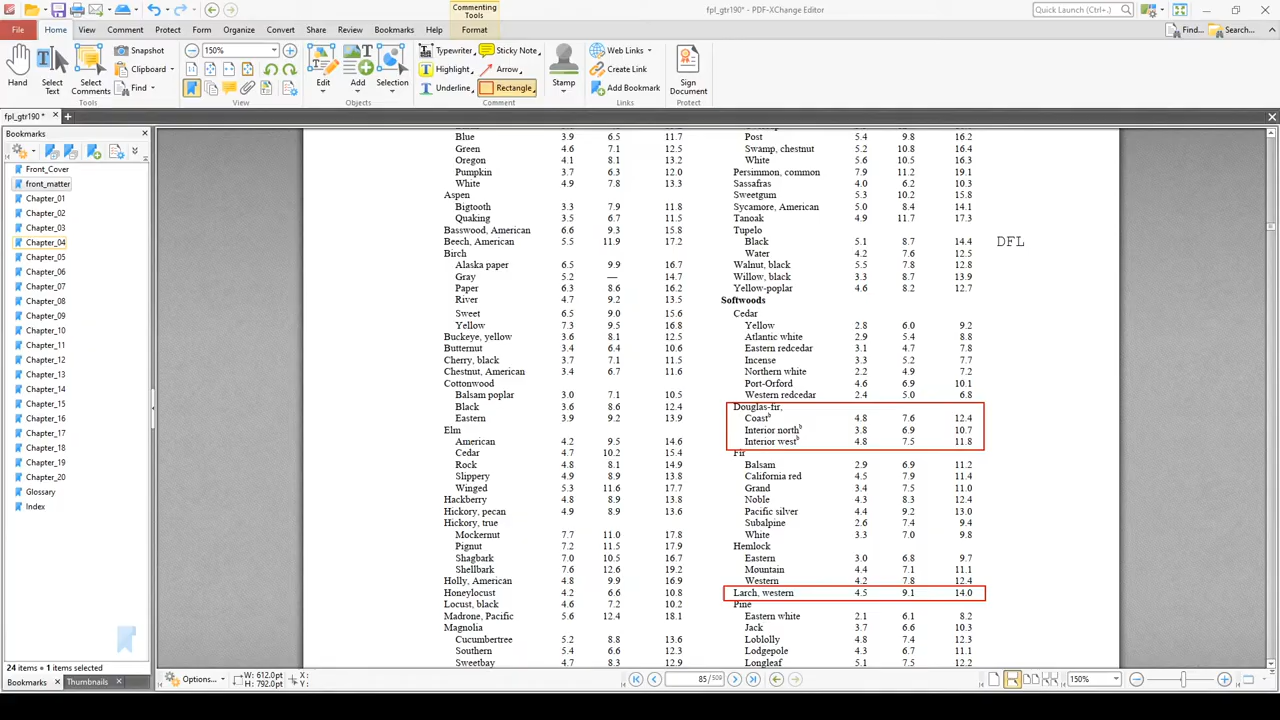 fpl_gtr190* - PDF-XChange Editor
Commenting
Tools
Quick Launch (Ctrl+.)
File
Home
View
Comment
Protect
Form
Organize
Convert
Share
Review
Bookmarks
Help
Format
Find...
Search...
Hand
Select
Text
Select
Comments
Snapshot
Clipboard
Find
Tools
150%
View
Edit
Add
Selection
Objects
Typewriter
Highlight
Underline
Sticky Note
Arrow
Rectangle
Comment
Stamp
Web Links
Create Link
Add Bookmark
Links
Sign
Document
Protect
fpl_gtr190 *
Bookmarks
Front_Cover
front_matter
Chapter_01
Chapter_02
Chapter_03
Chapter_04
Chapter_05
Chapter_06
Chapter_07
Chapter_08
Chapter_09
Chapter_10
Chapter_11
Chapter_12
Chapter_13
Chapter_14
Chapter_15
Chapter_16
Chapter_17
Chapter_18
Chapter_19
Chapter_20
Glossary
Index
24 items = 1 items selected
Bookmarks
Thumbnails
Blue 3.9 6.5 11.7
Green 4.6 7.1 12.5
Oregon 4.1 8.1 13.2
Pumpkin 3.7 6.3 12.0
White 4.9 7.8 13.3
Aspen
Bigtooth 3.3 7.9 11.8
Quaking 3.5 6.7 11.5
Basswood, American 6.6 9.3 15.8
Beech, American 5.5 11.9 17.2
Birch
Alaska paper 6.5 9.9 16.7
Gray 5.2 — 14.7
Paper 6.3 8.6 16.2
River 4.7 9.2 13.5
Sweet 6.5 9.0 15.6
Yellow 7.3 9.5 16.8
Buckeye, yellow 3.6 8.1 12.5
Butternut 3.4 6.4 10.6
Cherry, black 3.7 7.1 11.5
Chestnut, American 3.4 6.7 11.6
Cottonwood
Balsam poplar 3.0 7.1 10.5
Black 3.6 8.6 12.4
Eastern 3.9 9.2 13.9
Elm
American 4.2 9.5 14.6
Cedar 4.7 10.2 15.4
Rock 4.8 8.1 14.9
Slippery 4.9 8.9 13.8
Winged 5.3 11.6 17.7
Hackberry 4.8 8.9 13.8
Hickory, pecan 4.9 8.9 13.6
Hickory, true
Mockernut 7.7 11.0 17.8
Pignut 7.2 11.5 17.9
Shagbark 7.0 10.5 16.7
Shellbark 7.6 12.6 19.2
Holly, American 4.8 9.9 16.9
Honeylocust 4.2 6.6 10.8
Locust, black 4.6 7.2 10.2
Madrone, Pacific 5.6 12.4 18.1
Magnolia
Cucumbertree 5.2 8.8 13.6
Southern 5.4 6.6 12.3
Sweetbay 4.7 8.3 12.9
Post 5.4 9.8 16.2
Swamp, chestnut 5.2 10.8 16.4
White 5.6 10.5 16.3
Persimmon, common 7.9 11.2 19.1
Sassafras 4.0 6.2 10.3
Sweetgum 5.3 10.2 15.8
Sycamore, American 5.0 8.4 14.1
Tanoak 4.9 11.7 17.3
Tupelo
Black 5.1 8.7 14.4
Water 4.2 7.6 12.5
Walnut, black 5.5 7.8 12.8
Willow, black 3.3 8.7 13.9
Yellow-poplar 4.6 8.2 12.7
Softwoods
Cedar
Yellow 2.8 6.0 9.2
Atlantic white 2.9 5.4 8.8
Eastern redcedar 3.1 4.7 7.8
Incense 3.3 5.2 7.7
Northern white 2.2 4.9 7.2
Port-Orford 4.6 6.9 10.1
Western redcedar 2.4 5.0 6.8
Douglas-fir,
Coastᵇ 4.8 7.6 12.4
Interior northᵇ 3.8 6.9 10.7
Interior westᵇ 4.8 7.5 11.8
Fir
Balsam 2.9 6.9 11.2
California red 4.5 7.9 11.4
Grand 3.4 7.5 11.0
Noble 4.3 8.3 12.4
Pacific silver 4.4 9.2 13.0
Subalpine 2.6 7.4 9.4
White 3.3 7.0 9.8
Hemlock
Eastern 3.0 6.8 9.7
Mountain 4.4 7.1 11.1
Western 4.2 7.8 12.4
Larch, western 4.5 9.1 14.0
Pine
Eastern white 2.1 6.1 8.2
Jack 3.7 6.6 10.3
Loblolly 4.8 7.4 12.3
Lodgepole 4.3 6.7 11.1
Longleaf 5.1 7.5 12.2
DFL
Options...
W: 612.0pt
H: 792.0pt
X:
Y:
85 / 509
150%